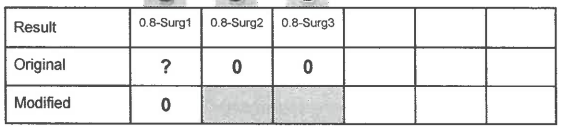 Result 0.8-Surg1 0.8-Surg2 0.8-Surg3
Original ? 0 0
Modified 0